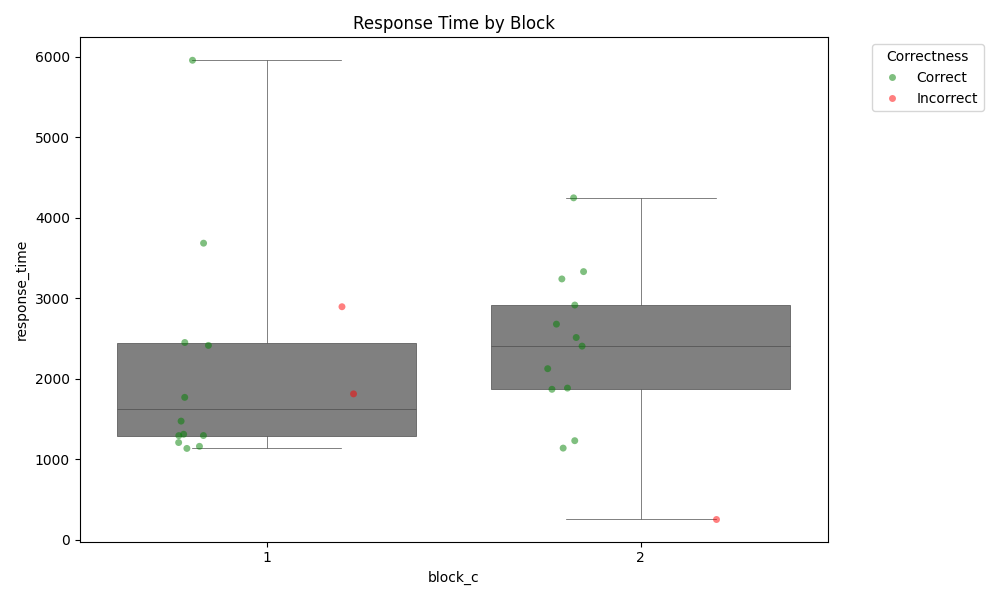 Response Time by Block
Correctness
Correct
Incorrect
6000
5000
4000
3000
2000
1000
0
response_time
1
2
block_c